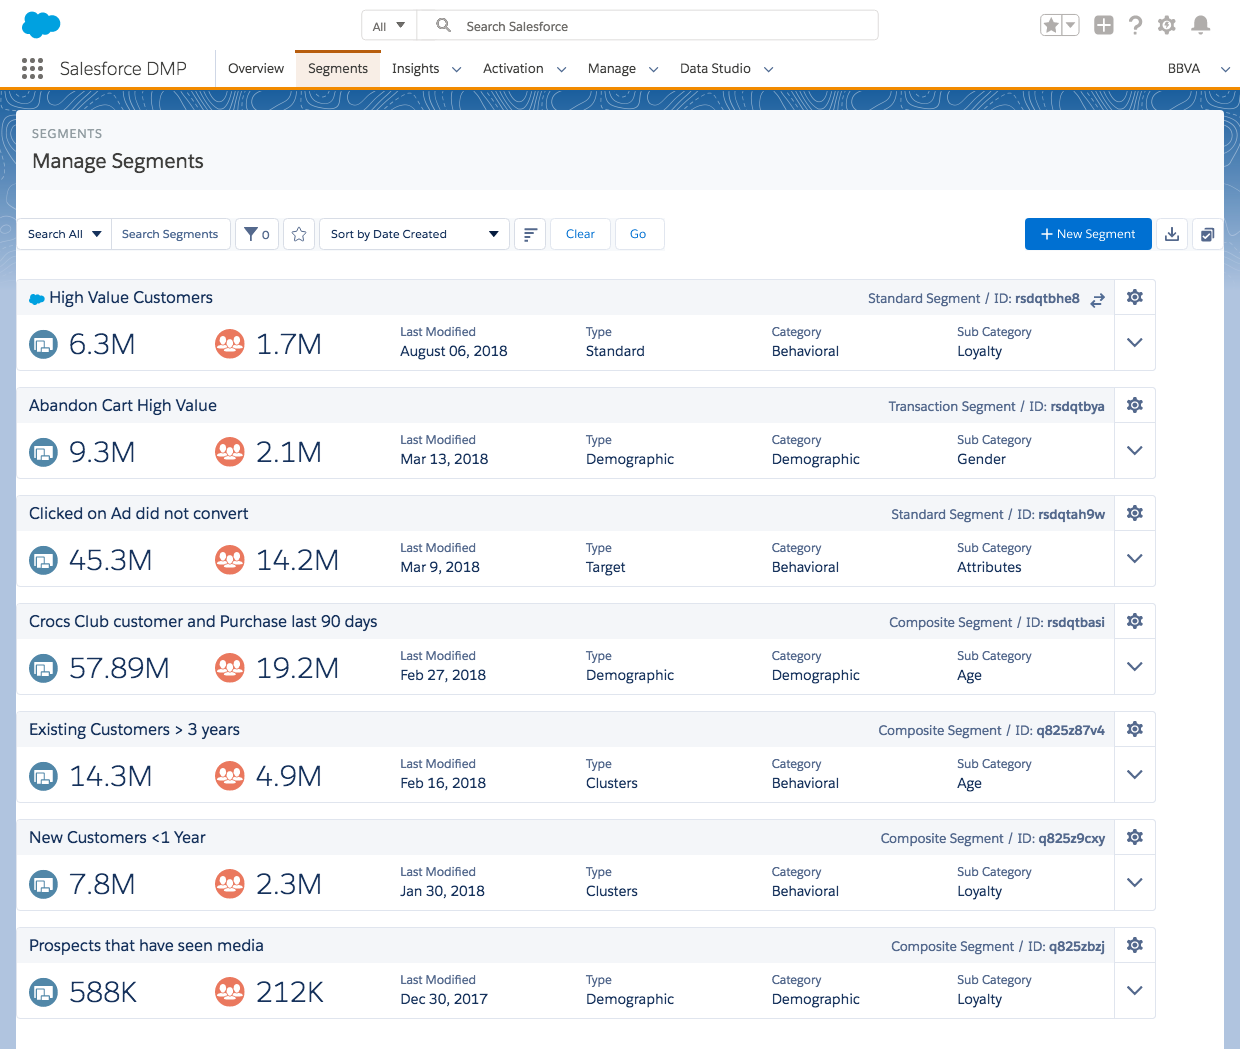 All
Search Salesforce
Salesforce DMP
Overview
Segments
Insights
Activation
Manage
Data Studio
BBVA
SEGMENTS
Manage Segments
Search All
Search Segments
0
Sort by Date Created
Clear
Go
New Segment
High Value Customers
Standard Segment / ID: rsdqtbhe8
6.3M
1.7M
Last Modified
August 06, 2018
Type
Standard
Category
Behavioral
Sub Category
Loyalty
Abandon Cart High Value
Transaction Segment / ID: rsdqtbya
9.3M
2.1M
Last Modified
Mar 13, 2018
Type
Demographic
Category
Demographic
Sub Category
Gender
Clicked on Ad did not convert
Standard Segment / ID: rsdqtah9w
45.3M
14.2M
Last Modified
Mar 9, 2018
Type
Target
Category
Behavioral
Sub Category
Attributes
Crocs Club customer and Purchase last 90 days
Composite Segment / ID: rsdqtbasi
57.89M
19.2M
Last Modified
Feb 27, 2018
Type
Demographic
Category
Demographic
Sub Category
Age
Existing Customers > 3 years
Composite Segment / ID: q825z87v4
14.3M
4.9M
Last Modified
Feb 16, 2018
Type
Clusters
Category
Behavioral
Sub Category
Age
New Customers <1 Year
Composite Segment / ID: q825z9cxy
7.8M
2.3M
Last Modified
Jan 30, 2018
Type
Clusters
Category
Behavioral
Sub Category
Loyalty
Prospects that have seen media
Composite Segment / ID: q825zbzj
588K
212K
Last Modified
Dec 30, 2017
Type
Demographic
Category
Demographic
Sub Category
Loyalty